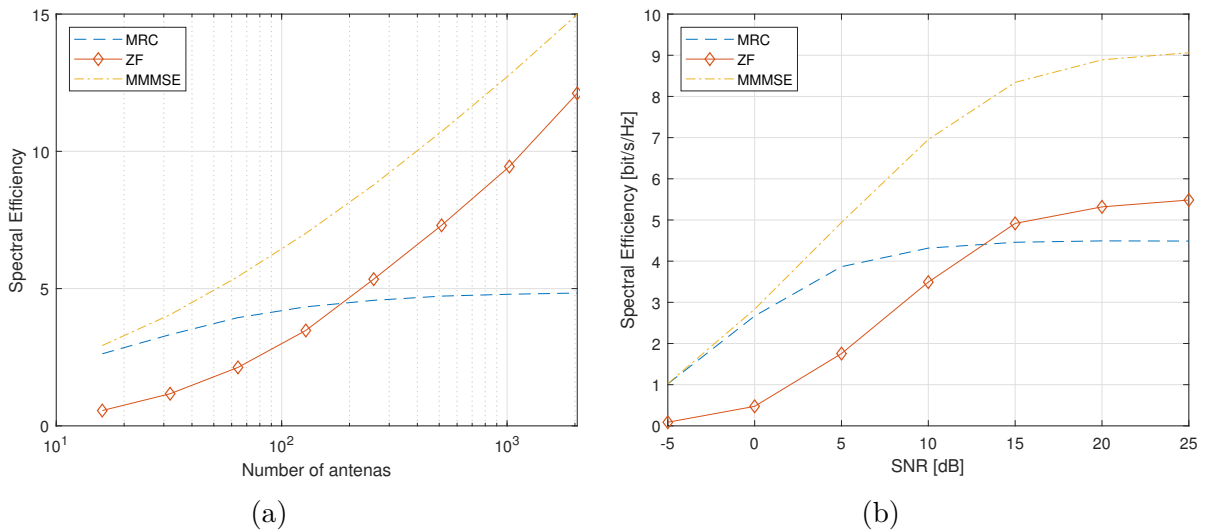 15
10
5
0
Spectral Efficiency
MRC
ZF
MMMSE
10^1
10^2
10^3
Number of antenas
(a)
10
9
8
7
6
5
4
3
2
1
0
Spectral Efficiency [bit/s/Hz]
MRC
ZF
MMMSE
-5
0
5
10
15
20
25
SNR [dB]
(b)